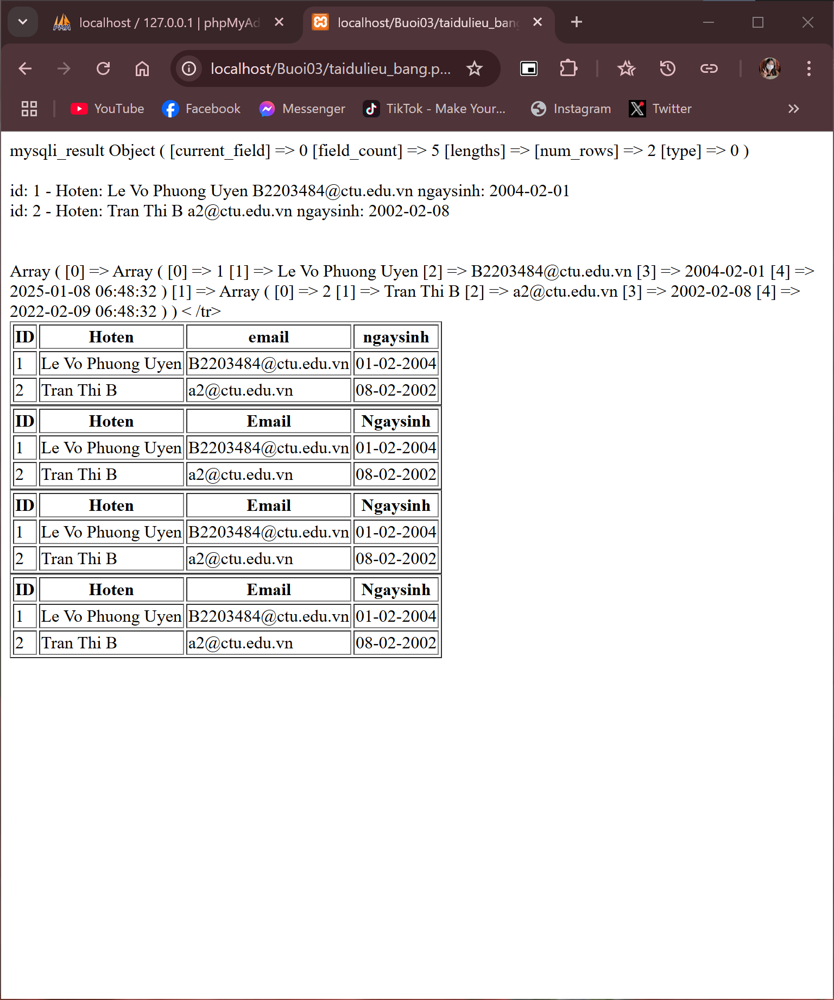 localhost / 127.0.0.1 | phpMyAd
localhost/Buoi03/taidulieu_ban
localhost/Buoi03/taidulieu_bang.p...
YouTube Facebook Messenger TikTok - Make Your... Instagram Twitter
mysqli_result Object ( [current_field] => 0 [field_count] => 5 [lengths] => [num_rows] => 2 [type] => 0 )
id: 1 - Hoten: Le Vo Phuong Uyen B2203484@ctu.edu.vn ngaysinh: 2004-02-01
id: 2 - Hoten: Tran Thi B a2@ctu.edu.vn ngaysinh: 2002-02-08
Array ( [0] => Array ( [0] => 1 [1] => Le Vo Phuong Uyen [2] => B2203484@ctu.edu.vn [3] => 2004-02-01 [4] =>
2025-01-08 06:48:32 ) [1] => Array ( [0] => 2 [1] => Tran Thi B [2] => a2@ctu.edu.vn [3] => 2002-02-08 [4] =>
2022-02-09 06:48:32 ) ) < /tr>
ID Hoten email ngaysinh
1 Le Vo Phuong Uyen B2203484@ctu.edu.vn 01-02-2004
2 Tran Thi B a2@ctu.edu.vn 08-02-2002
ID Hoten Email Ngaysinh
1 Le Vo Phuong Uyen B2203484@ctu.edu.vn 01-02-2004
2 Tran Thi B a2@ctu.edu.vn 08-02-2002
ID Hoten Email Ngaysinh
1 Le Vo Phuong Uyen B2203484@ctu.edu.vn 01-02-2004
2 Tran Thi B a2@ctu.edu.vn 08-02-2002
ID Hoten Email Ngaysinh
1 Le Vo Phuong Uyen B2203484@ctu.edu.vn 01-02-2004
2 Tran Thi B a2@ctu.edu.vn 08-02-2002